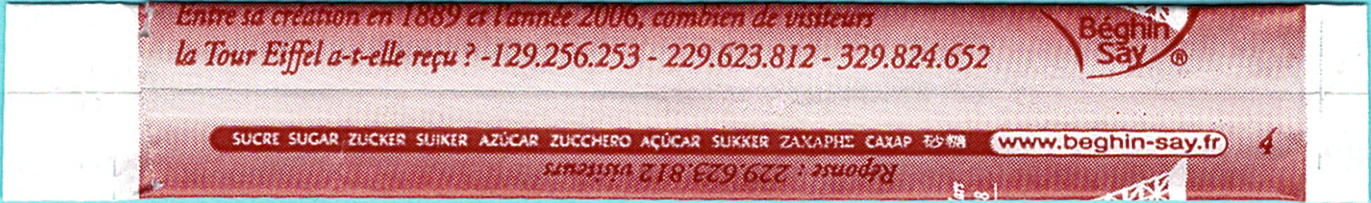 Entre sa création en 1889 et l'année 2006, combien de visiteurs
la Tour Eiffel a-t-elle reçu ? -129.256.253 - 229.623.812 - 329.824.652
Béghin
Say ®
SUCRE SUGAR ZUCKER SUIKER AZÚCAR ZUCCHERO AÇÚCAR SUKKER ΖΑΧΑΡΗΣ САХАР 砂糖 www.beghin-say.fr
4
Réponse : 229.623.812 visiteurs